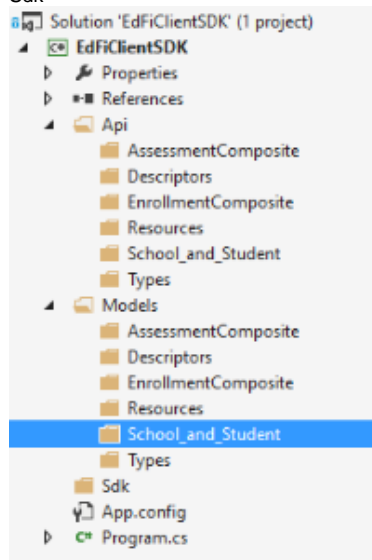 Sdk
Solution 'EdFiClientSDK' (1 project)
EdFiClientSDK
Properties
References
Api
AssessmentComposite
Descriptors
EnrollmentComposite
Resources
School_and_Student
Types
Models
AssessmentComposite
Descriptors
EnrollmentComposite
Resources
School_and_Student
Types
Sdk
App.config
C# Program.cs